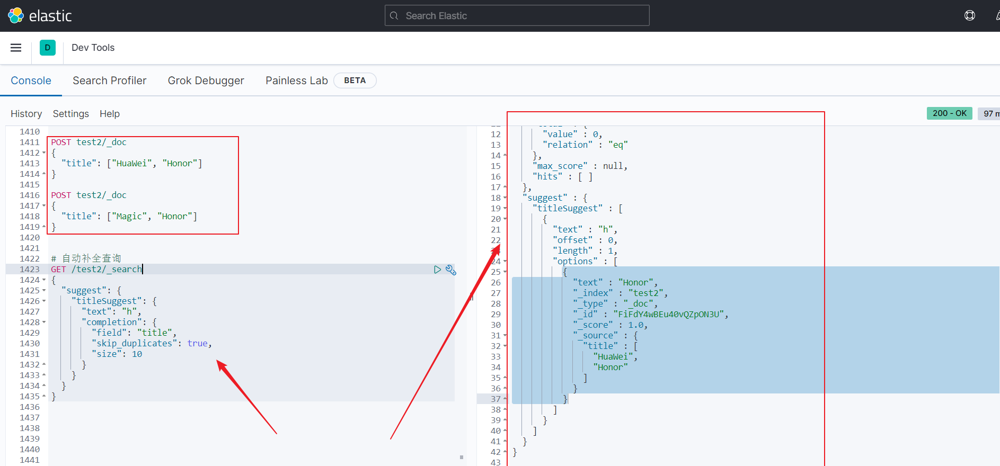 elastic
Search Elastic
D
Dev Tools
Console
Search Profiler
Grok Debugger
Painless Lab
BETA
History
Settings
Help
200 - OK
97 m
1410
1411 POST test2/_doc
1412 {
1413 "title": ["HuaWei", "Honor"]
1414 }
1415
1416 POST test2/_doc
1417 {
1418 "title": ["Magic", "Honor"]
1419 }
1420
1421
1422 # 自动补全查询
1423 GET /test2/_search
1424 {
1425 "suggest": {
1426 "titleSuggest": {
1427 "text": "h",
1428 "completion": {
1429 "field": "title",
1430 "skip_duplicates": true,
1431 "size": 10
1432 }
1433 }
1434 }
1435 }
1436
1437
1438
1439
1440
1441
12 "value" : 0,
13 "relation" : "eq"
14 },
15 "max_score" : null,
16 "hits" : [ ]
17 },
18 "suggest" : {
19 "titleSuggest" : [
20 {
21 "text" : "h",
22 "offset" : 0,
"length" : 1,
24 "options" : [
25 {
26 "text" : "Honor",
27 "_index" : "test2",
28 "_type" : "_doc",
29 "_id" : "FiFdY4wBEu40vQZpON3U",
30 "_score" : 1.0,
31 "_source" : {
32 "title" : [
33 "HuaWei",
34 "Honor"
35 ]
36 }
37 }
38 ]
39 }
40 ]
41 }
42 }
43